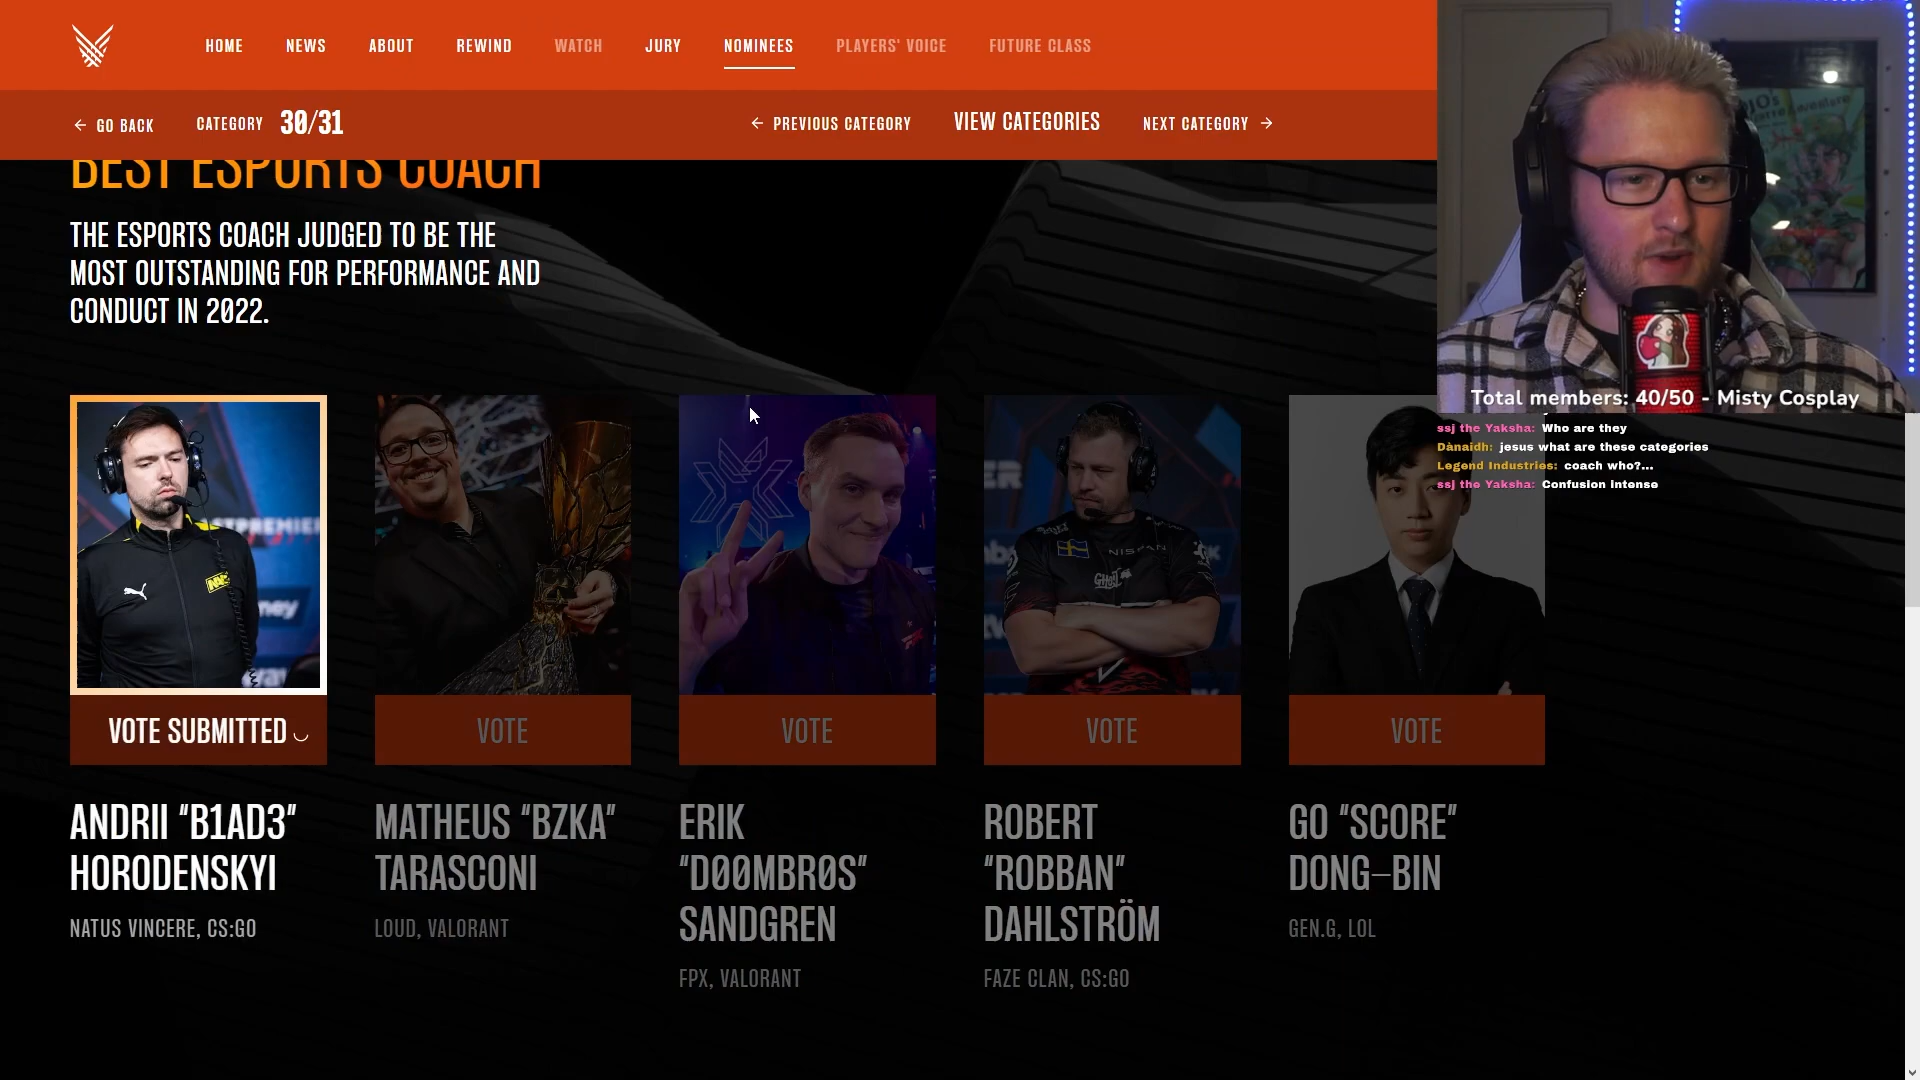 HOME NEWS ABOUT REWIND WATCH JURY NOMINEES PLAYERS' VOICE FUTURE CLASS
← GO BACK CATEGORY 30/31 ← PREVIOUS CATEGORY VIEW CATEGORIES NEXT CATEGORY →
BEST ESPORTS COACH
THE ESPORTS COACH JUDGED TO BE THE
MOST OUTSTANDING FOR PERFORMANCE AND
CONDUCT IN 2022.
Total members: 40/50 - Misty Cosplay
ssj the Yaksha: Who are they
Dànaidh: jesus what are these categories
Legend Industries: coach who?...
ssj the Yaksha: Confusion intense
NISSAN
VOTE SUBMITTED
VOTE
VOTE
VOTE
VOTE
ANDRII "B1AD3"
HORODENSKYI
NATUS VINCERE, CS:GO
MATHEUS "BZKA"
TARASCONI
LOUD, VALORANT
ERIK
"D00MBR0S"
SANDGREN
FPX, VALORANT
ROBERT
"ROBBAN"
DAHLSTRÖM
FAZE CLAN, CS:GO
GO "SCORE"
DONG-BIN
GEN.G, LOL